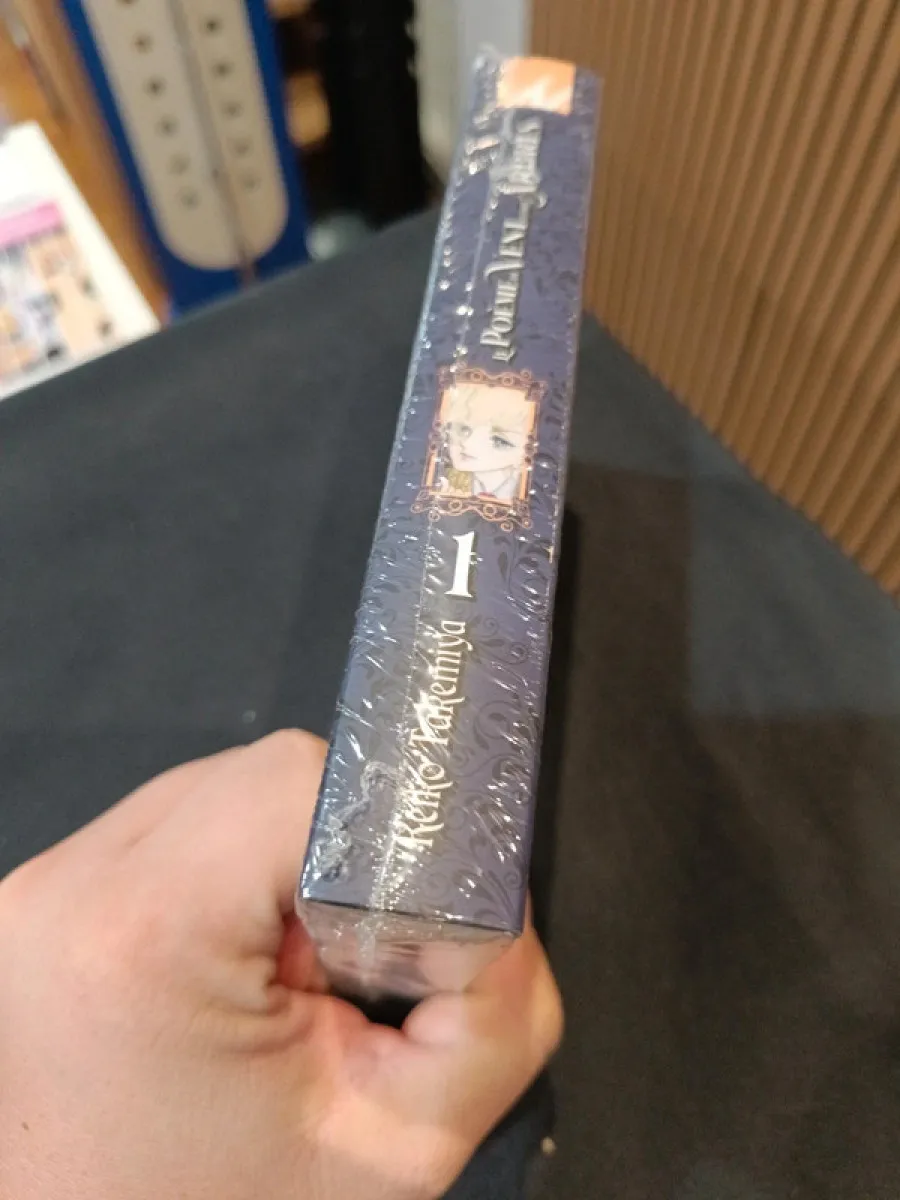 Le Poème du Vent et des Arbres
1
Keiko Takemiya